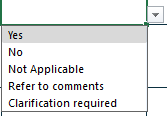 Yes
No
Not Applicable
Refer to comments
Clarification required